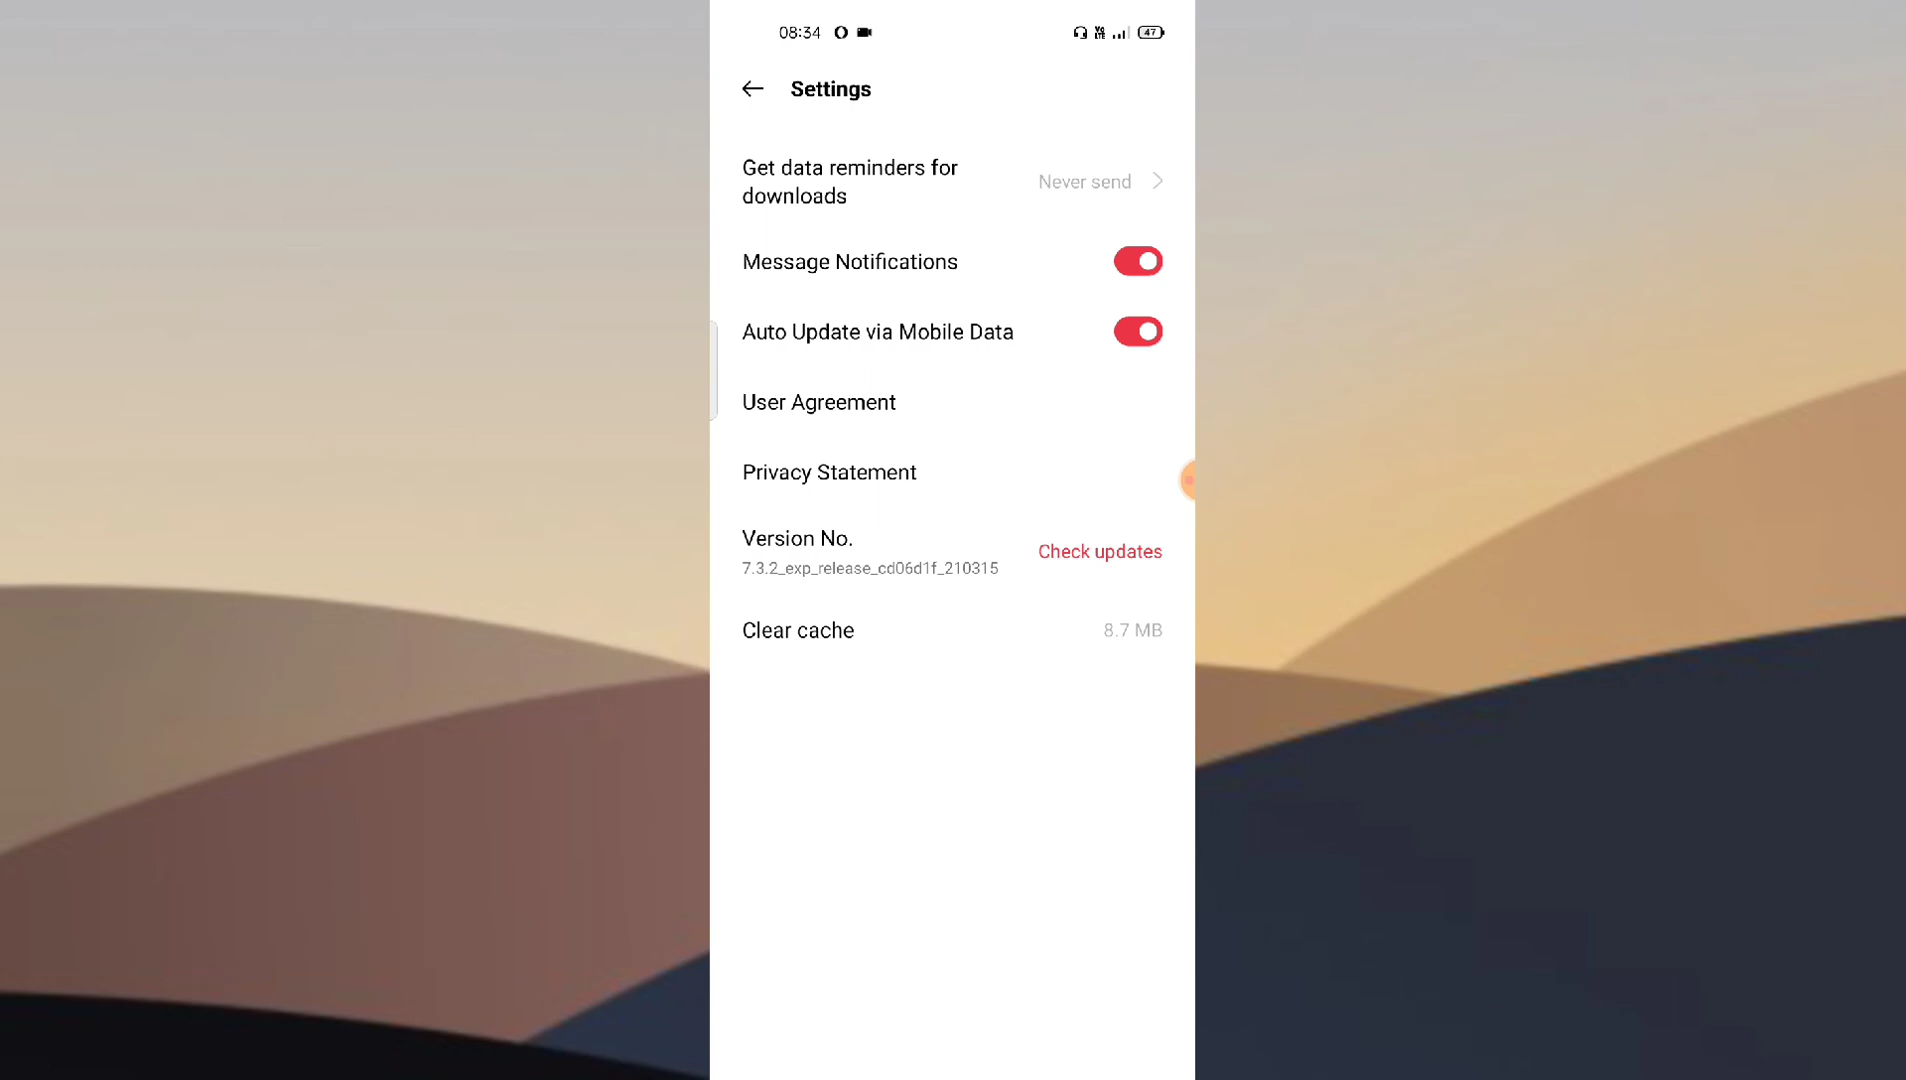 08:34
47
Settings
Get data reminders for
downloads
Never send
Message Notifications
Auto Update via Mobile Data
User Agreement
Privacy Statement
Version No.
7.3.2_exp_release_cd06d1f_210315
Check updates
Clear cache
8.7 MB